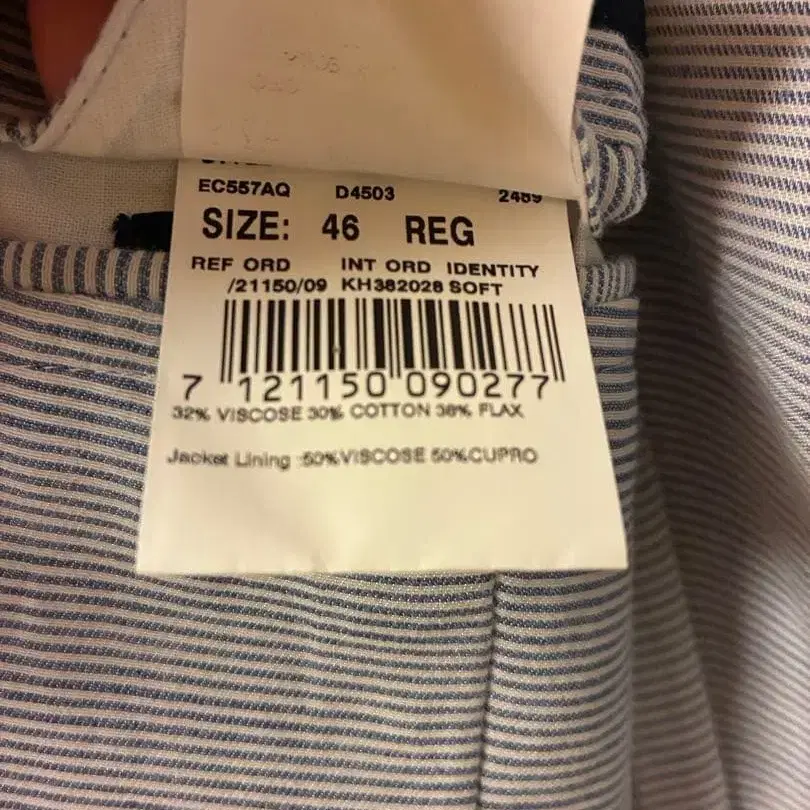 EC557AQ D4503 2489
SIZE: 46 REG
REF ORD INT ORD IDENTITY
/21150/09 KH382028 SOFT
7 121150 090277
32% VISCOSE 30% COTTON 38% FLAX
Jacket Lining :50%VISCOSE 50%CUPRO